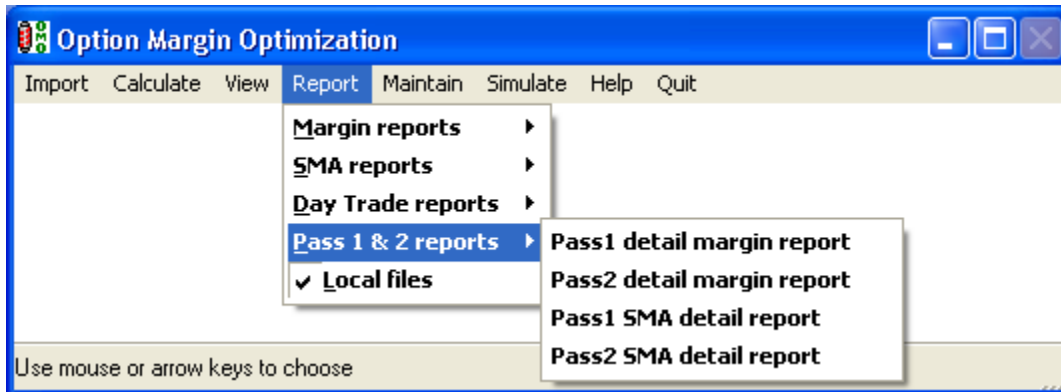 OMO Option Margin Optimization
Import Calculate View Report Maintain Simulate Help Quit
Margin reports
SMA reports
Day Trade reports
Pass 1 & 2 reports
Local files
Pass1 detail margin report
Pass2 detail margin report
Pass1 SMA detail report
Pass2 SMA detail report
Use mouse or arrow keys to choose